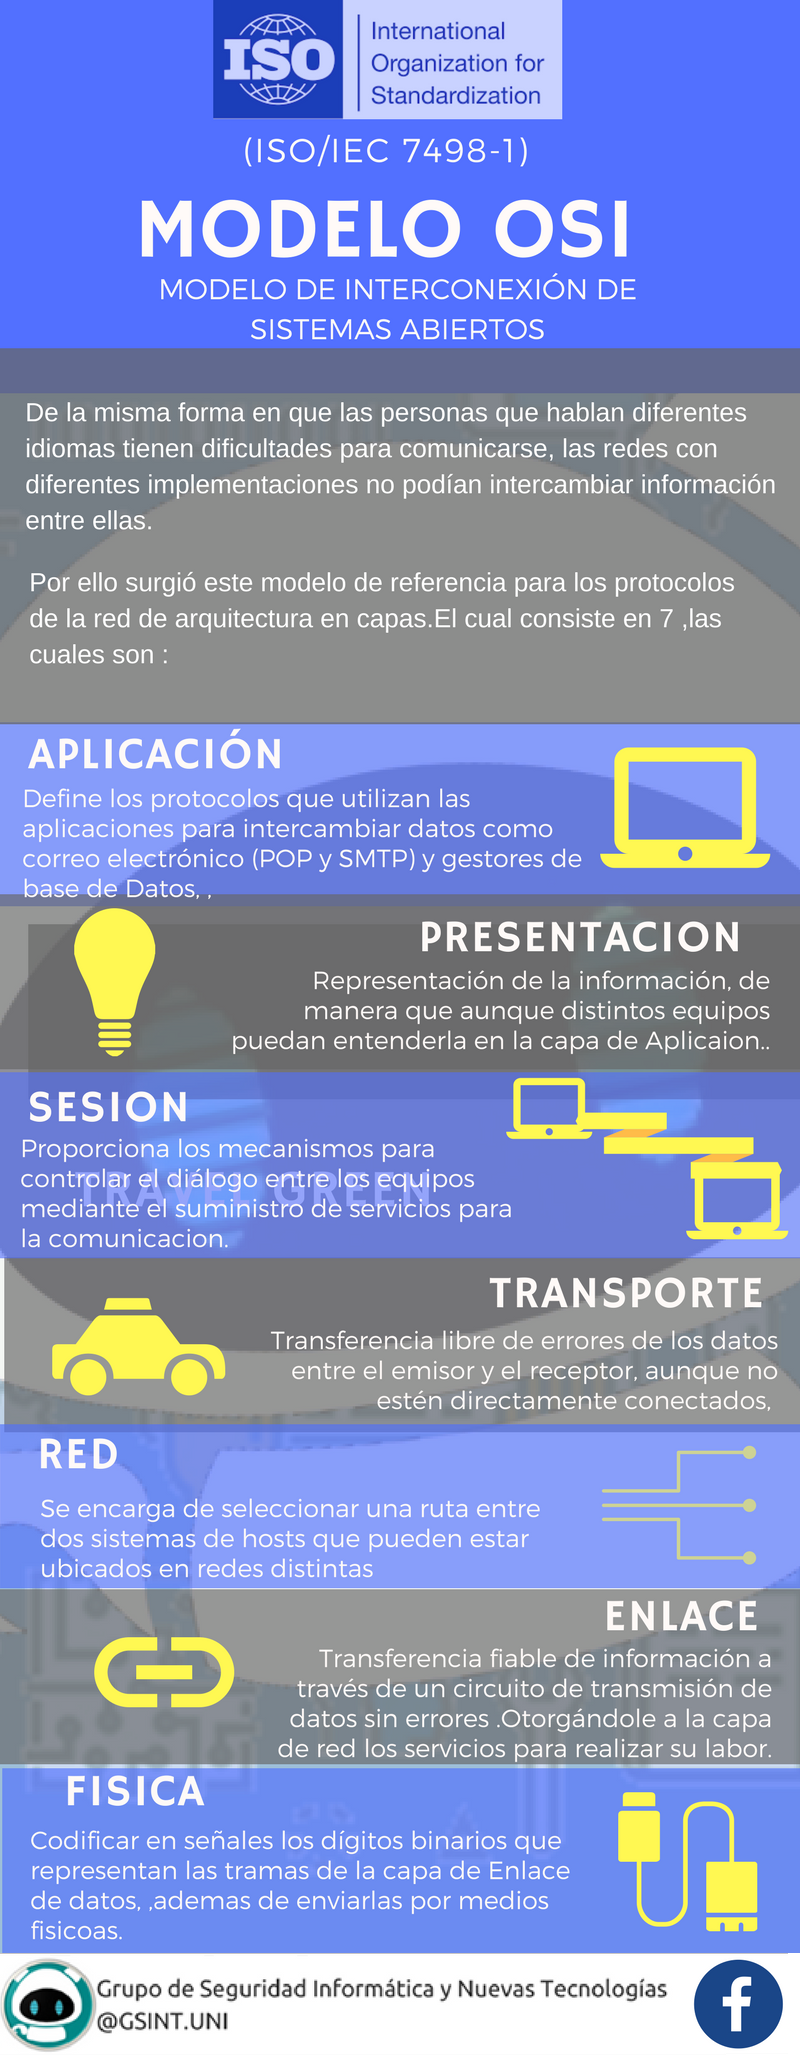 ISO
International
Organization for
Standardization
(ISO/IEC 7498-1)
MODELO OSI
MODELO DE INTERCONEXIÓN DE
SISTEMAS ABIERTOS
De la misma forma en que las personas que hablan diferentes
idiomas tienen dificultades para comunicarse, las redes con
diferentes implementaciones no podían intercambiar información
entre ellas.
Por ello surgió este modelo de referencia para los protocolos
de la red de arquitectura en capas.El cual consiste en 7 ,las
cuales son :
APLICACIÓN
Define los protocolos que utilizan las
aplicaciones para intercambiar datos como
correo electrónico (POP y SMTP) y gestores de
base de Datos, ,
PRESENTACION
Representación de la información, de
manera que aunque distintos equipos
puedan entenderla en la capa de Aplicaion..
SESION
Proporciona los mecanismos para
controlar el diálogo entre los equipos
mediante el suministro de servicios para
la comunicacion.
TRAVEL GREEN
TRANSPORTE
Transferencia libre de errores de los datos
entre el emisor y el receptor, aunque no
estén directamente conectados,
RED
Se encarga de seleccionar una ruta entre
dos sistemas de hosts que pueden estar
ubicados en redes distintas
ENLACE
Transferencia fiable de información a
través de un circuito de transmisión de
datos sin errores .Otorgándole a la capa
de red los servicios para realizar su labor.
FISICA
Codificar en señales los dígitos binarios que
representan las tramas de la capa de Enlace
de datos, ,ademas de enviarlas por medios
fisicoas.
Grupo de Seguridad Informática y Nuevas Tecnologías
@GSINT.UNI
f